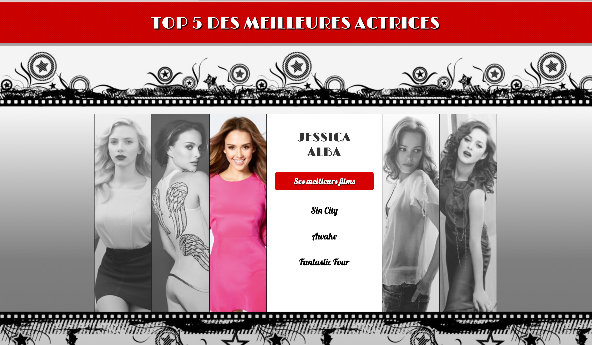 TOP 5 DES MEILLEURES ACTRICES
JESSICA
ALBA
Ses meilleurs films
Sin City
Awake
Fantastic Four